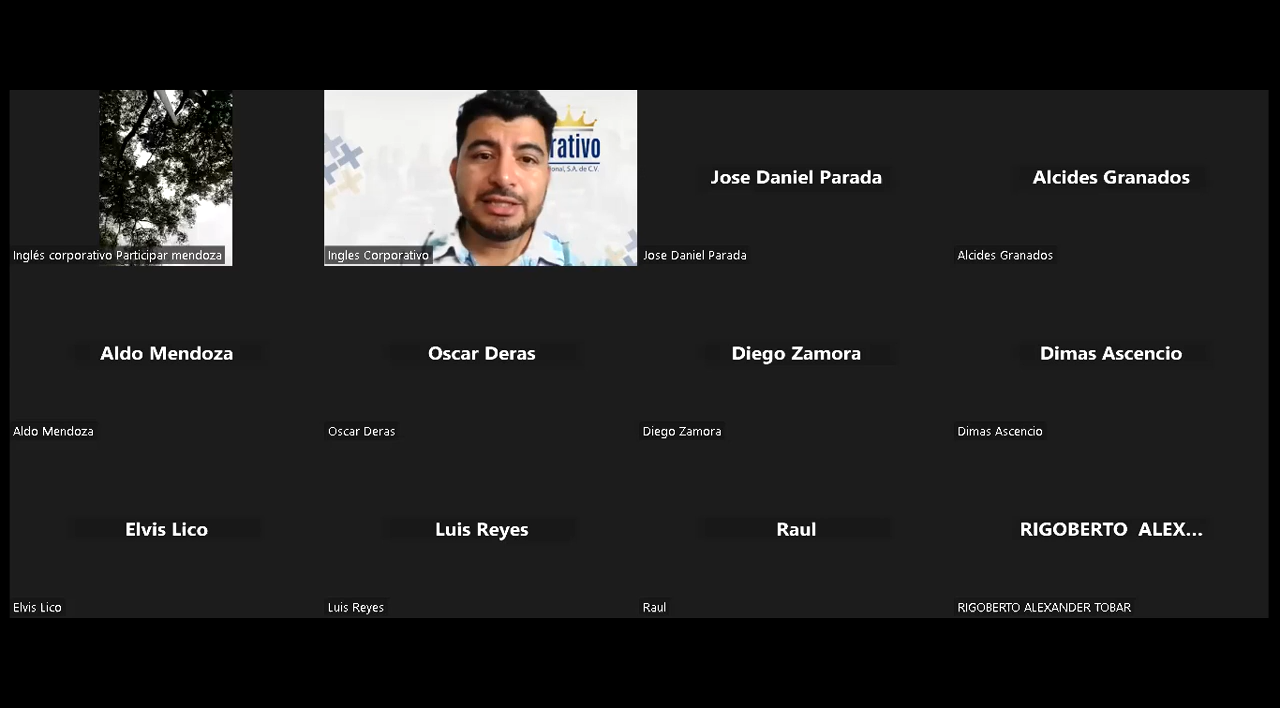 Jose Daniel Parada
Alcides Granados
rativo
ional, S.A. de C.V.
Inglés corporativo Participar mendoza
Ingles Corporativo
Jose Daniel Parada
Alcides Granados
Aldo Mendoza
Oscar Deras
Diego Zamora
Dimas Ascencio
Aldo Mendoza
Oscar Deras
Diego Zamora
Dimas Ascencio
Elvis Lico
Luis Reyes
Raul
RIGOBERTO ALEX...
Elvis Lico
Luis Reyes
Raul
RIGOBERTO ALEXANDER TOBAR